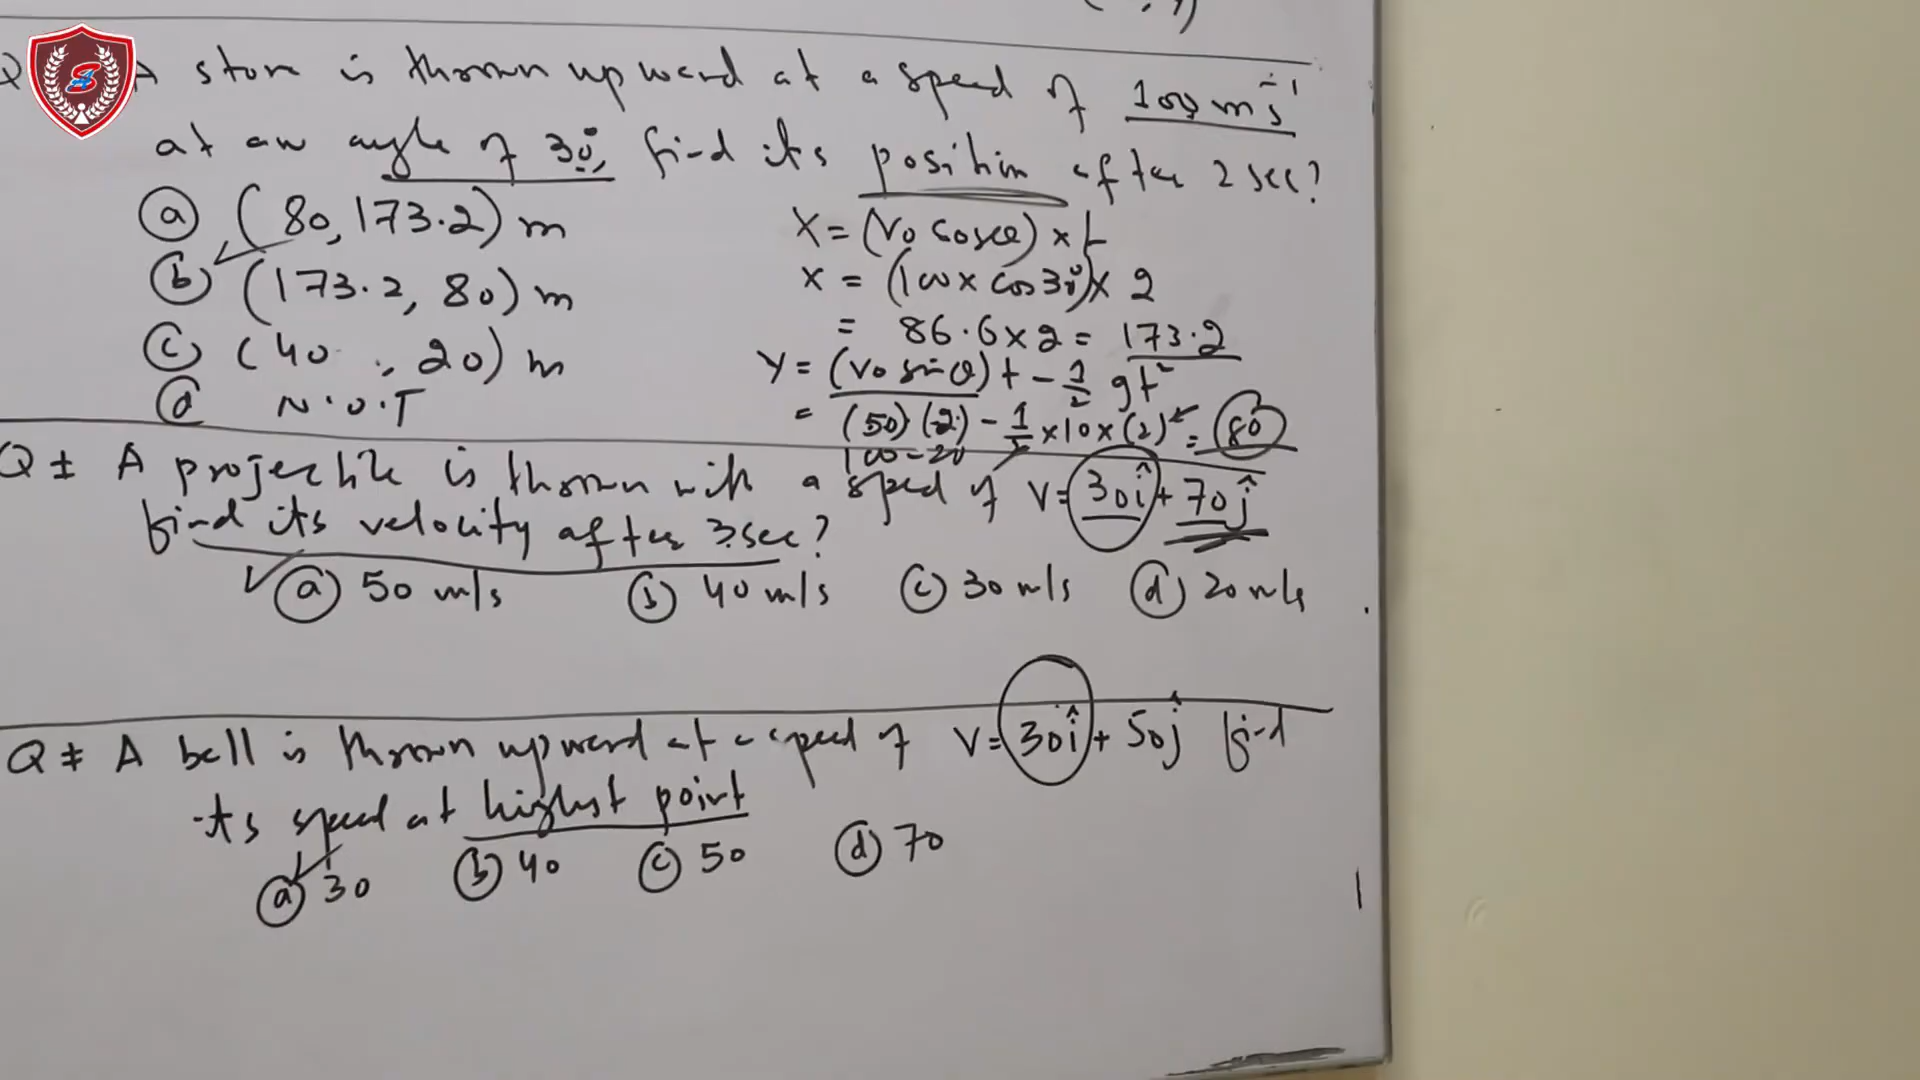 A stone is thrown upward at a speed of 100 ms⁻¹
at an angle of 30°, find its position after 2 sec?
(a) (80, 173.2) m
(b) (173.2, 80) m
(c) (40, 20) m
(d) N.O.T
X = (V₀ cosθ) × t
X = (100 × cos30°) × 2
= 86.6 × 2 = 173.2
Y = (V₀ sinθ) t - 1/2 gt²
= (50) (2) - 1/2 × 10 × (2)² = 80
100 - 20
Q ± A projectile is thrown with a speed of V = 30î + 70ĵ
find its velocity after 3 sec?
(a) 50 m/s (b) 40 m/s (c) 30 m/s (d) 20 m/s
Q ± A ball is thrown upward at a speed of V = 30î + 50ĵ find
its speed at highest point
(a) 30 (b) 40 (c) 50 (d) 70